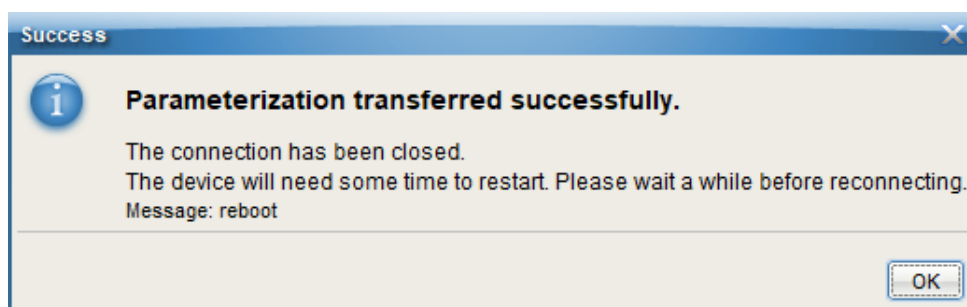 Success
Parameterization transferred successfully.
The connection has been closed.
The device will need some time to restart. Please wait a while before reconnecting.
Message: reboot
OK